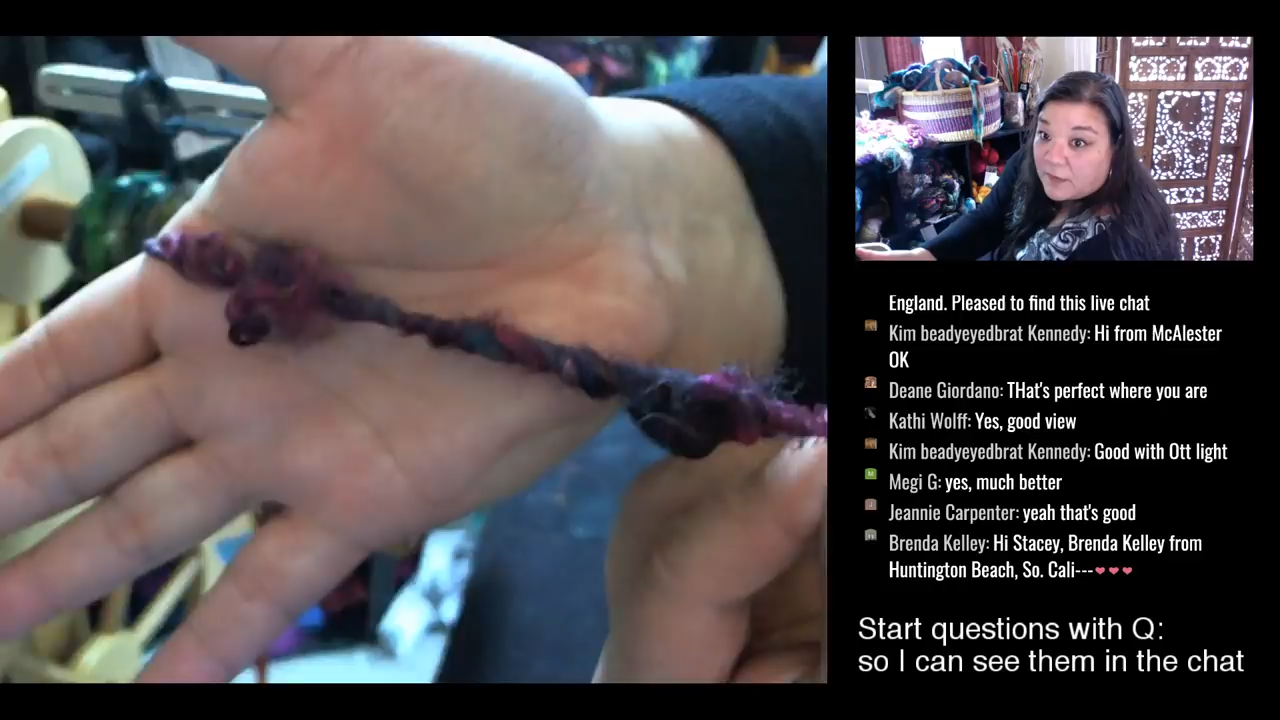 England. Pleased to find this live chat
Kim beadyeyedbrat Kennedy: Hi from McAlester
OK
Deane Giordano: THat's perfect where you are
Kathi Wolff: Yes, good view
Kim beadyeyedbrat Kennedy: Good with Ott light
Megi G: yes, much better
Jeannie Carpenter: yeah that's good
Brenda Kelley: Hi Stacey, Brenda Kelley from
Huntington Beach, So. Cali---❤❤❤
Start questions with Q:
so I can see them in the chat